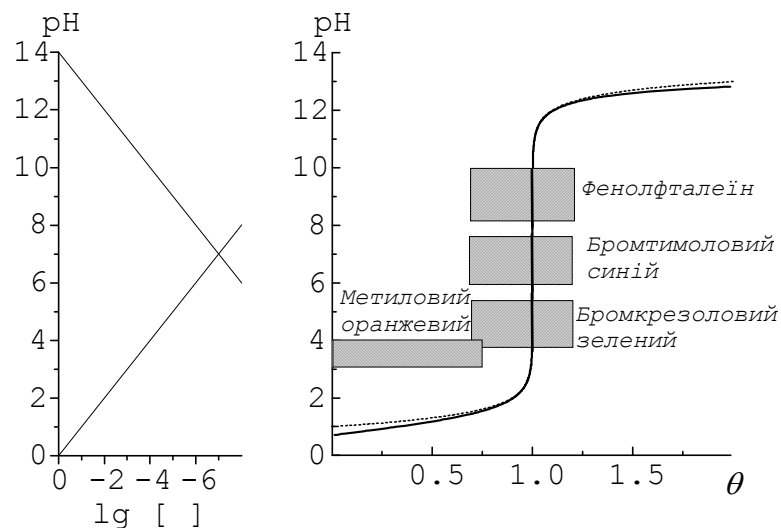 pH
14
12
10
8
6
4
2
0
0 -2 -4 -6
lg [ ]
pH
14
12
10
8
6
4
2
0
Фенолфталеїн
Бромтимоловий
синій
Метиловий
оранжевий
Бромкрезоловий
зелений
0.5 1.0 1.5
θ